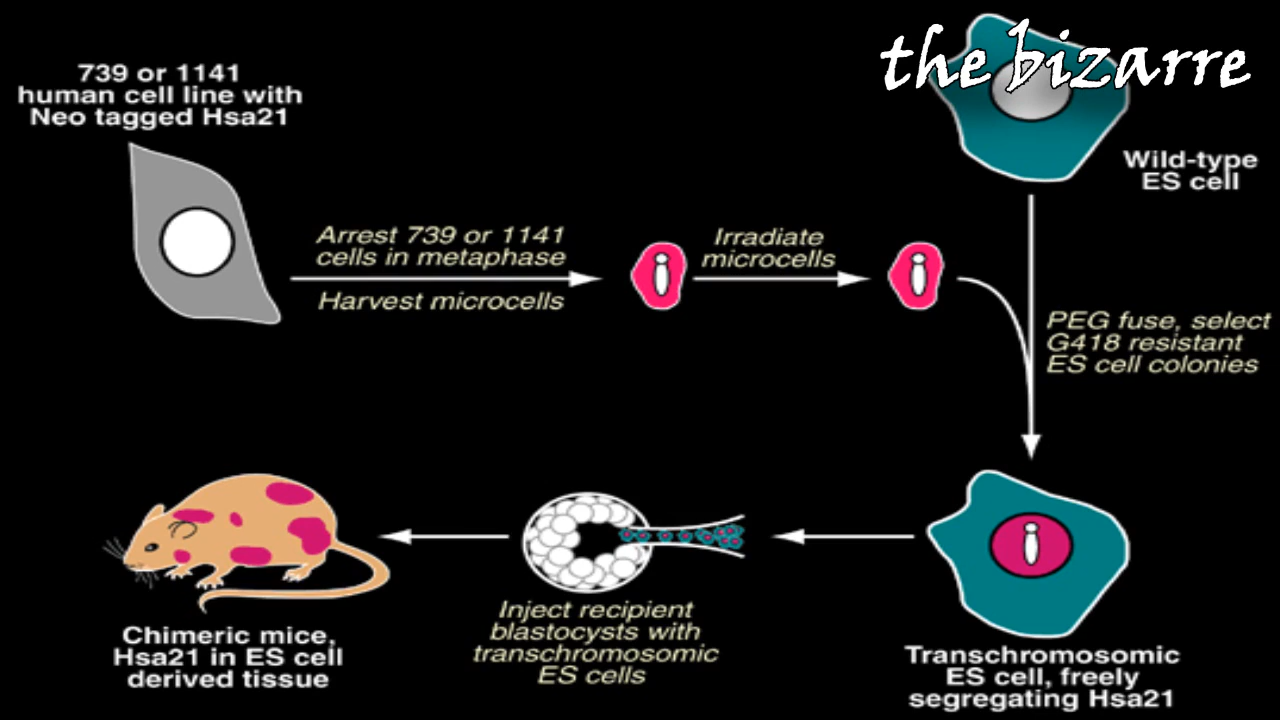 the bizarre
739 or 1141
human cell line with
Neo tagged Hsa21
Wild-type
ES cell
Arrest 739 or 1141
cells in metaphase
Harvest microcells
Irradiate
microcells
PEG fuse, select
G418 resistant
ES cell colonies
Chimeric mice,
Hsa21 in ES cell
derived tissue
Inject recipient
blastocysts with
transchromosomic
ES cells
Transchromosomic
ES cell, freely
segregating Hsa21